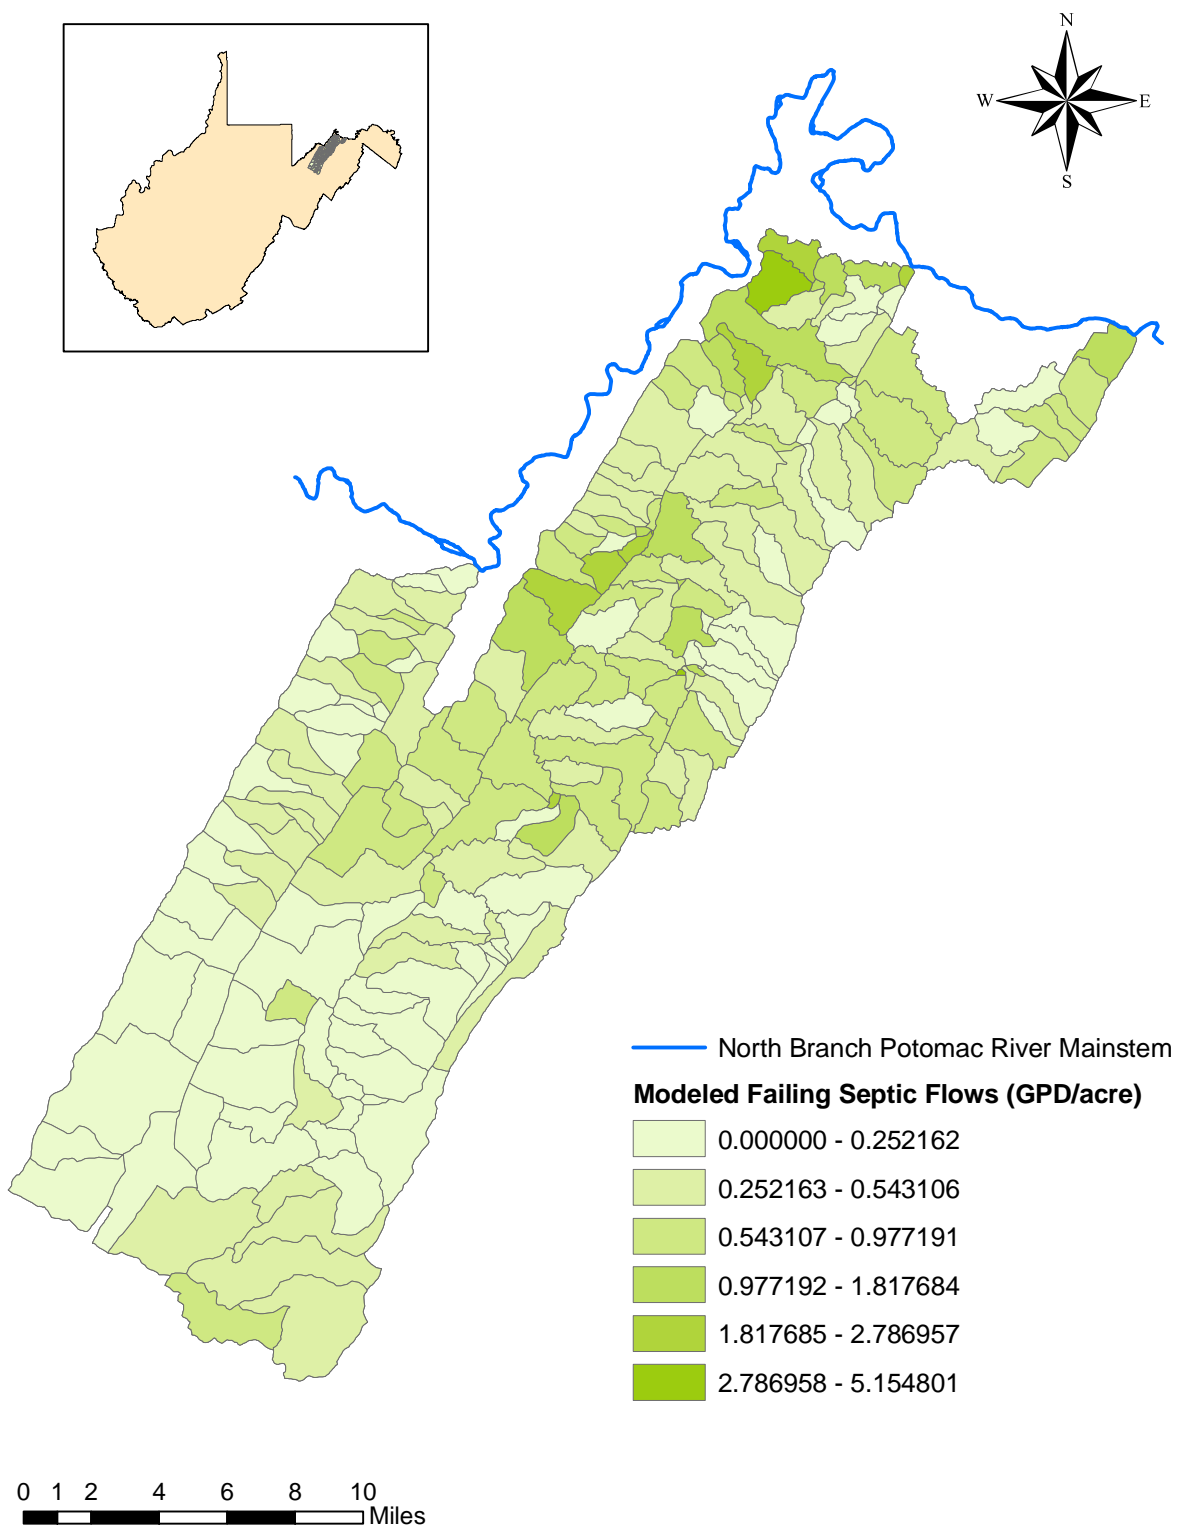 N
W E
S
North Branch Potomac River Mainstem
Modeled Failing Septic Flows (GPD/acre)
0.000000 - 0.252162
0.252163 - 0.543106
0.543107 - 0.977191
0.977192 - 1.817684
1.817685 - 2.786957
2.786958 - 5.154801
0 1 2 4 6 8 10
Miles